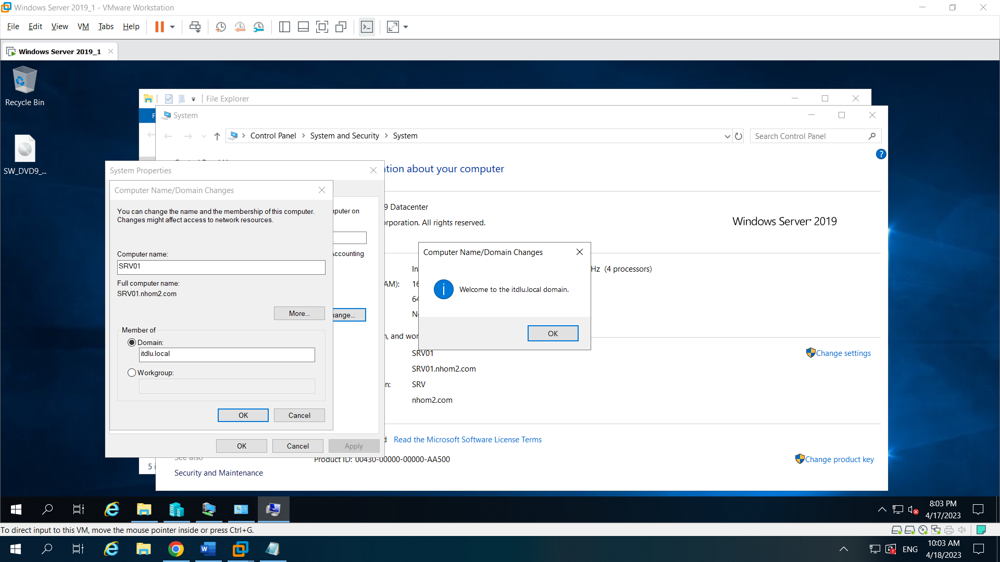 Windows Server 2019_1 - VMware Workstation
File Edit View VM Tabs Help
Windows Server 2019_1
Recycle Bin
SW_DVD9_...
File Explorer
F
System
Control Panel > System and Security > System
Search Control Panel
?
ation about your computer
9 Datacenter
orporation. All rights reserved.
Windows Server 2019
Hz (4 processors)
AM):
SRV01
Change settings
SRV01.nhom2.com
n:
SRV
nhom2.com
n, and wor
Read the Microsoft Software License Terms
See also
Product ID: 00430-00000-00000-AA500
Change product key
5 i
Security and Maintenance
System Properties
mputer on
Accounting
hange...
OK
Cancel
Apply
Computer Name/Domain Changes
You can change the name and the membership of this computer.
Changes might affect access to network resources.
Computer name:
SRV01
Full computer name:
SRV01.nhom2.com
More...
Member of
Domain:
itdlu.local
Workgroup:
OK
Cancel
Computer Name/Domain Changes
Welcome to the itdlu.local domain.
OK
8:03 PM
4/17/2023
To direct input to this VM, move the mouse pointer inside or press Ctrl+G.
ENG
10:03 AM
4/18/2023